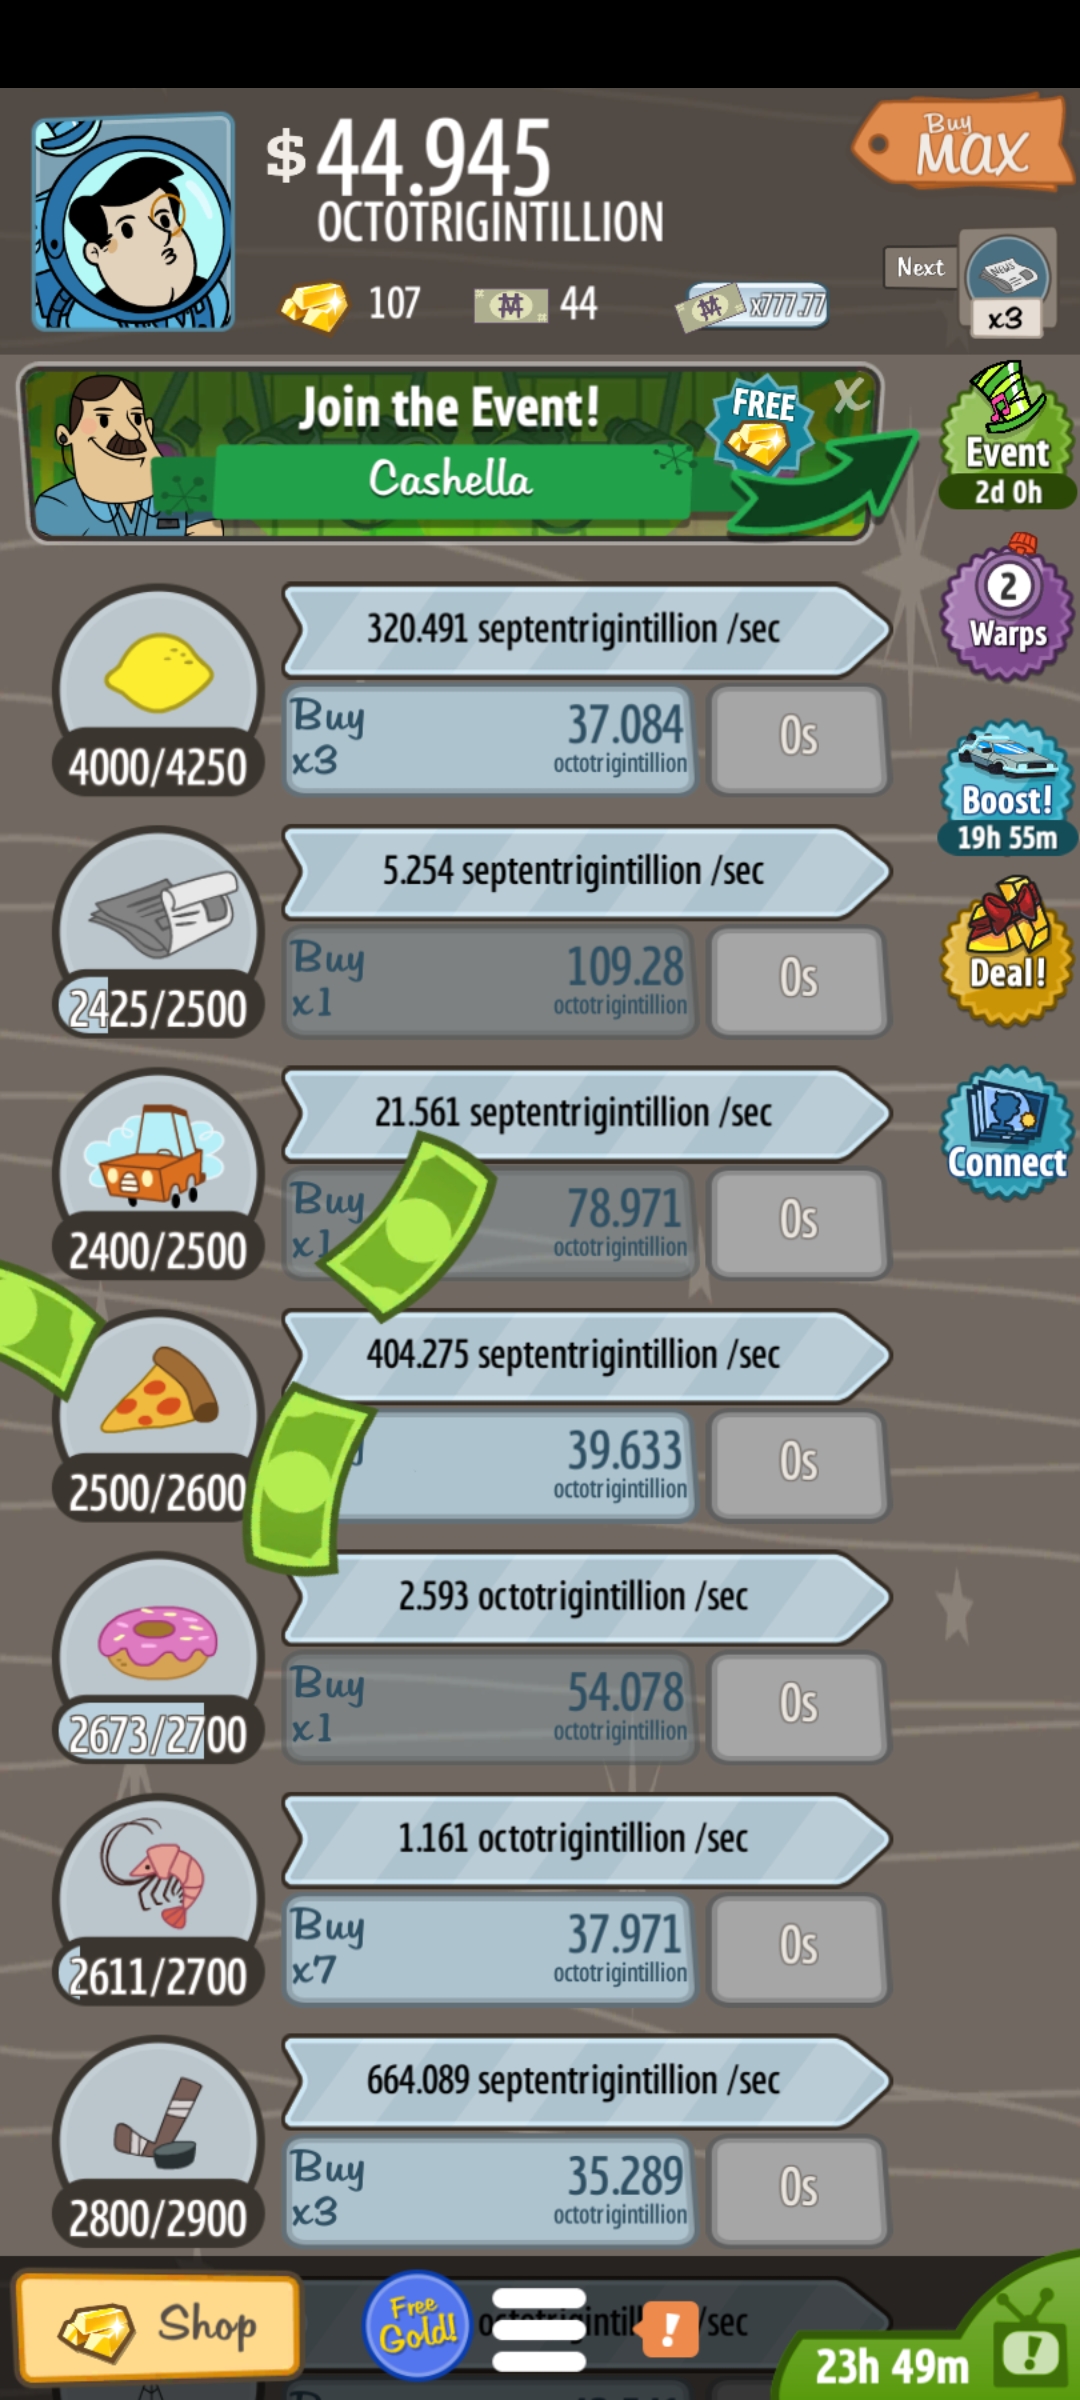 $ 44.945
OCTOTRIGINTILLION
Buy
MAX
107
44
x777.77
Next
NEWS
x3
Join the Event!
Cashella
FREE
X
Event
2d 0h
2
Warps
Boost!
19h 55m
Deal!
Connect
320.491 septentrigintillion /sec
4000/4250
Buy
x3
37.084
octotrigintillion
0s
5.254 septentrigintillion /sec
2425/2500
Buy
x1
109.28
octotrigintillion
0s
21.561 septentrigintillion /sec
2400/2500
Buy
x1
78.971
octotrigintillion
0s
404.275 septentrigintillion /sec
2500/2600
39.633
octotrigintillion
0s
2.593 octotrigintillion /sec
2673/2700
Buy
x1
54.078
octotrigintillion
0s
1.161 octotrigintillion /sec
2611/2700
Buy
x7
37.971
octotrigintillion
0s
664.089 septentrigintillion /sec
2800/2900
Buy
x3
35.289
octotrigintillion
0s
Shop
Free
Gold!
!
/sec
23h 49m
!